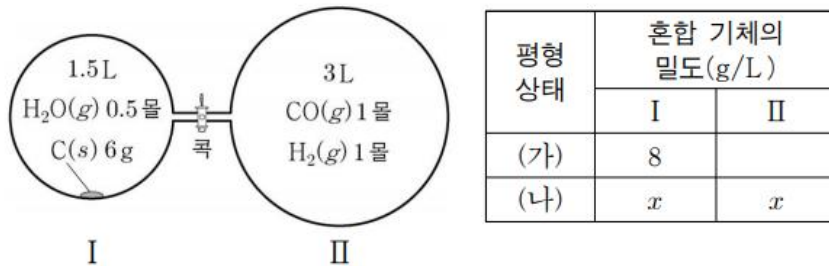 1.5L
H₂O(g) 0.5몰
C(s) 6g
콕
3L
CO(g) 1몰
H₂(g) 1몰
I
II
평형
상태
혼합 기체의
밀도(g/L)
I II
(가) 8
(나) x x